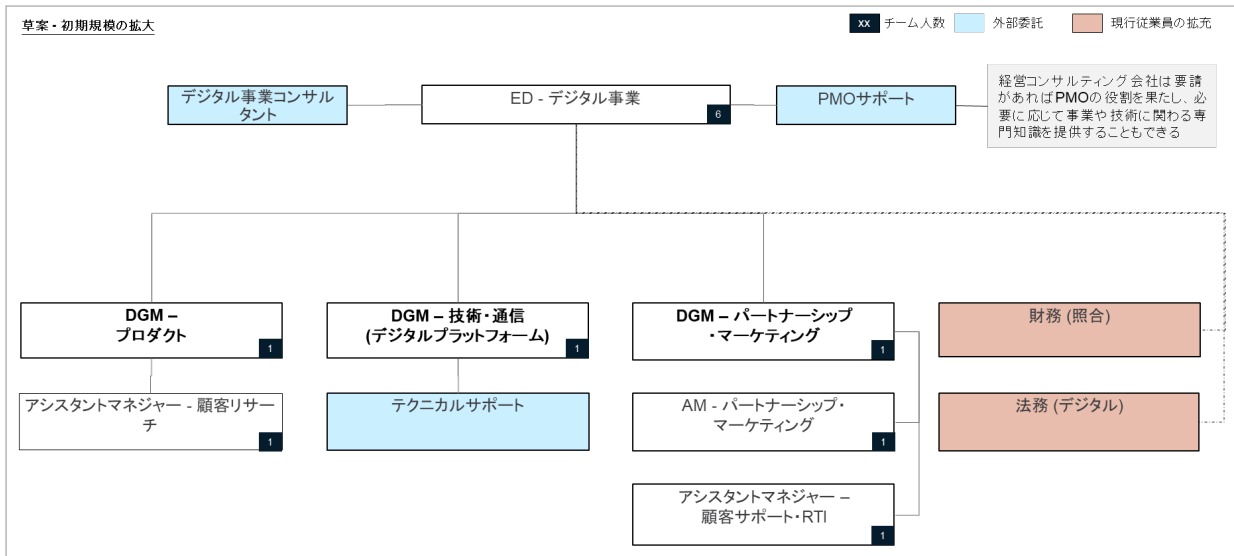 草案・初期規模の拡大
xx チーム人数
外部委託
現行従業員の拡充
デジタル事業コンサル
タント
ED - デジタル事業
6
PMOサポート
経営コンサルティング会社は要請
があればPMOの役割を果たし、必
要に応じて事業や技術に関わる専
門知識を提供することもできる
DGM –
プロダクト
1
DGM – 技術・通信
(デジタルプラットフォーム)
1
DGM – パートナーシップ
・マーケティング
1
財務 (照合)
アシスタントマネジャー - 顧客リサー
チ
1
テクニカルサポート
AM - パートナーシップ・
マーケティング
1
法務 (デジタル)
アシスタントマネジャー –
顧客サポート・RTI
1